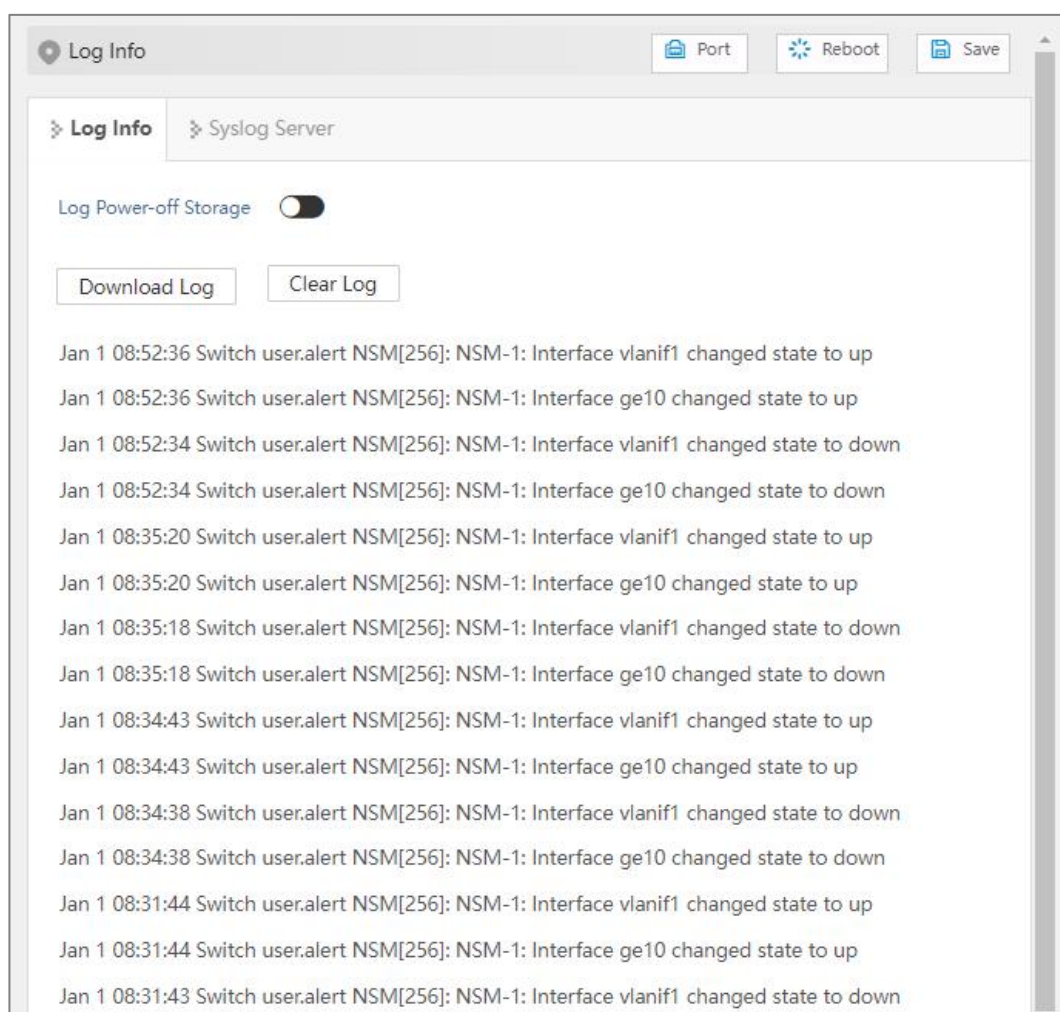 Log Info
Port
Reboot
Save
Log Info
Syslog Server
Log Power-off Storage
Download Log
Clear Log
Jan 1 08:52:36 Switch user.alert NSM[256]: NSM-1: Interface vlanif1 changed state to up
Jan 1 08:52:36 Switch user.alert NSM[256]: NSM-1: Interface ge10 changed state to up
Jan 1 08:52:34 Switch user.alert NSM[256]: NSM-1: Interface vlanif1 changed state to down
Jan 1 08:52:34 Switch user.alert NSM[256]: NSM-1: Interface ge10 changed state to down
Jan 1 08:35:20 Switch user.alert NSM[256]: NSM-1: Interface vlanif1 changed state to up
Jan 1 08:35:20 Switch user.alert NSM[256]: NSM-1: Interface ge10 changed state to up
Jan 1 08:35:18 Switch user.alert NSM[256]: NSM-1: Interface vlanif1 changed state to down
Jan 1 08:35:18 Switch user.alert NSM[256]: NSM-1: Interface ge10 changed state to down
Jan 1 08:34:43 Switch user.alert NSM[256]: NSM-1: Interface vlanif1 changed state to up
Jan 1 08:34:43 Switch user.alert NSM[256]: NSM-1: Interface ge10 changed state to up
Jan 1 08:34:38 Switch user.alert NSM[256]: NSM-1: Interface vlanif1 changed state to down
Jan 1 08:34:38 Switch user.alert NSM[256]: NSM-1: Interface ge10 changed state to down
Jan 1 08:31:44 Switch user.alert NSM[256]: NSM-1: Interface vlanif1 changed state to up
Jan 1 08:31:44 Switch user.alert NSM[256]: NSM-1: Interface ge10 changed state to up
Jan 1 08:31:43 Switch user.alert NSM[256]: NSM-1: Interface vlanif1 changed state to down